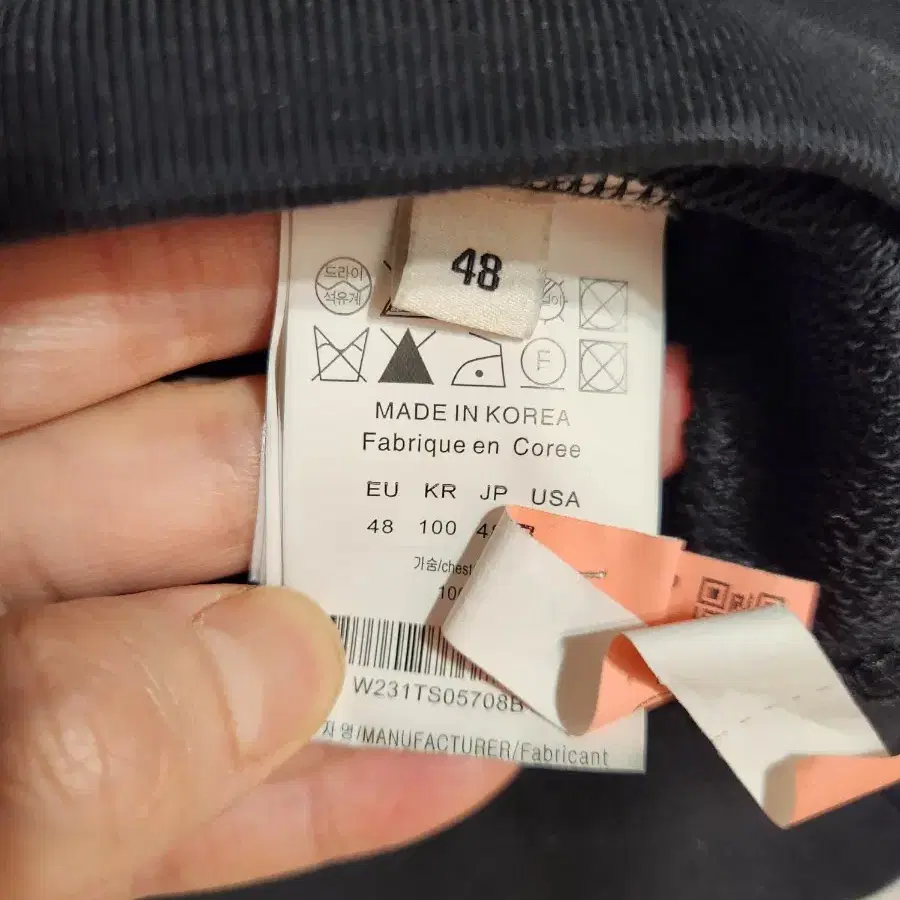 48
드라이
석유계
F
MADE IN KOREA
Fabrique en Coree
EU KR JP USA
48 100
가슴/chest
W231TS05708B
자 명/MANUFACTURER/Fabricant